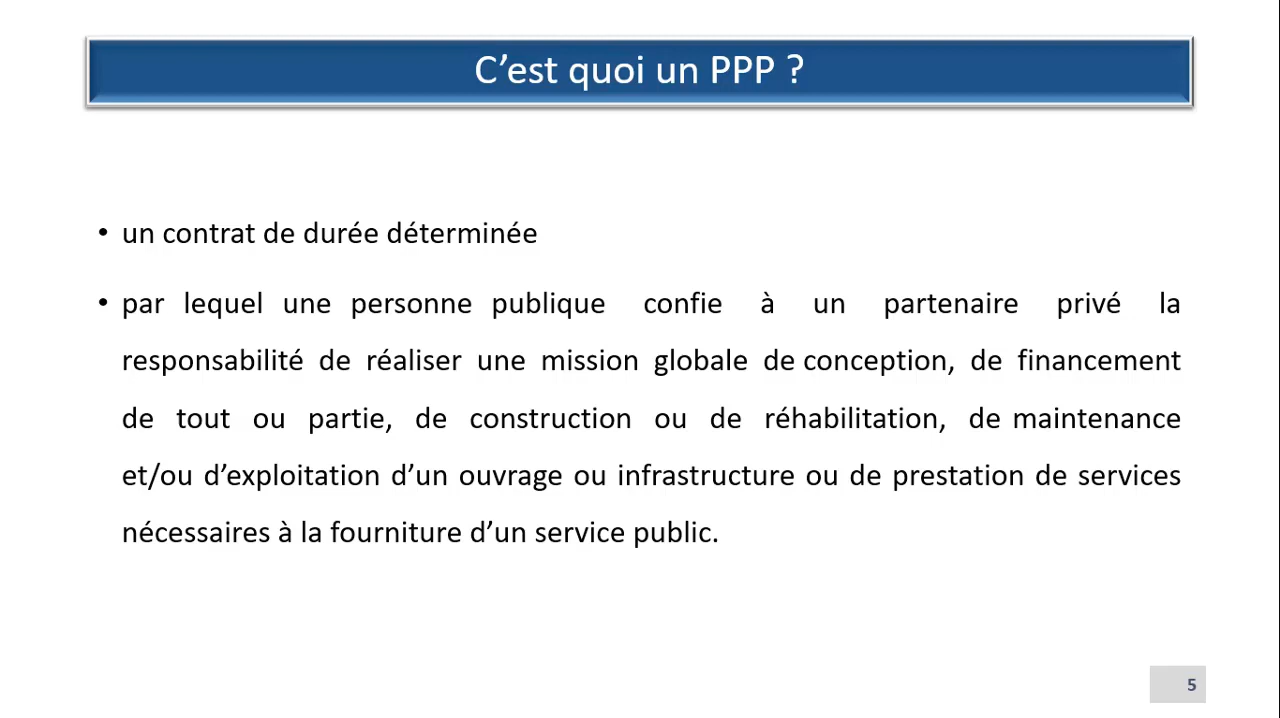 C’est quoi un PPP ?
• un contrat de durée déterminée
• par lequel une personne publique confie à un partenaire privé la
responsabilité de réaliser une mission globale de conception, de financement
de tout ou partie, de construction ou de réhabilitation, de maintenance
et/ou d’exploitation d’un ouvrage ou infrastructure ou de prestation de services
nécessaires à la fourniture d’un service public.
5